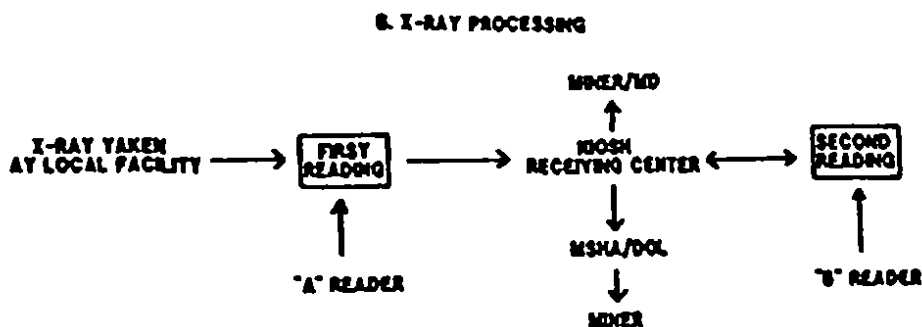 B. X-RAY PROCESSING
MINER/MD
X-RAY TAKEN
AT LOCAL FACILITY
FIRST
READING
NIOSH
RECEIVING CENTER
SECOND
READING
MSHA/DOL
"A" READER
"B" READER
MINER